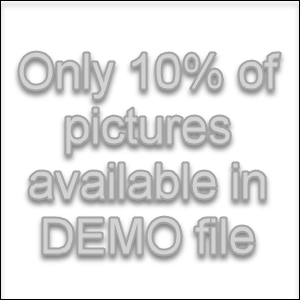 Only 10% of
pictures
available in
DEMO file